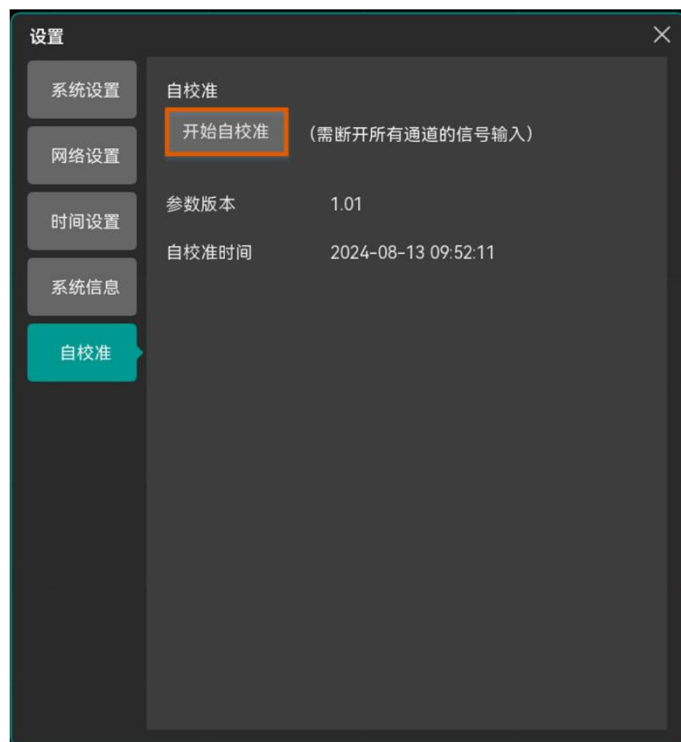 设置
系统设置
网络设置
时间设置
系统信息
自校准
自校准
开始自校准 (需断开所有通道的信号输入)
参数版本 1.01
自校准时间 2024-08-13 09:52:11